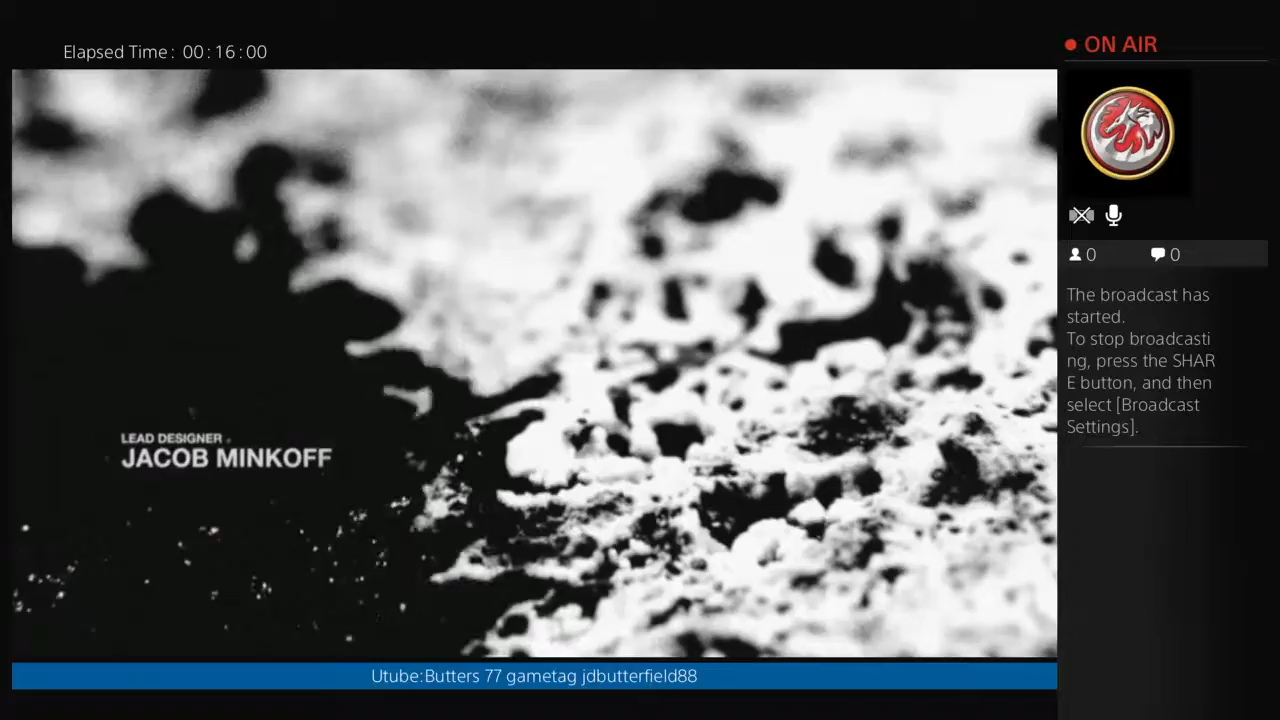 Elapsed Time: 00:16:00
ON AIR
0 0
The broadcast has
started.
To stop broadcasti
ng, press the SHAR
E button, and then
select [Broadcast
Settings].
LEAD DESIGNER
JACOB MINKOFF
Utube:Butters 77 gametag jdbutterfield88